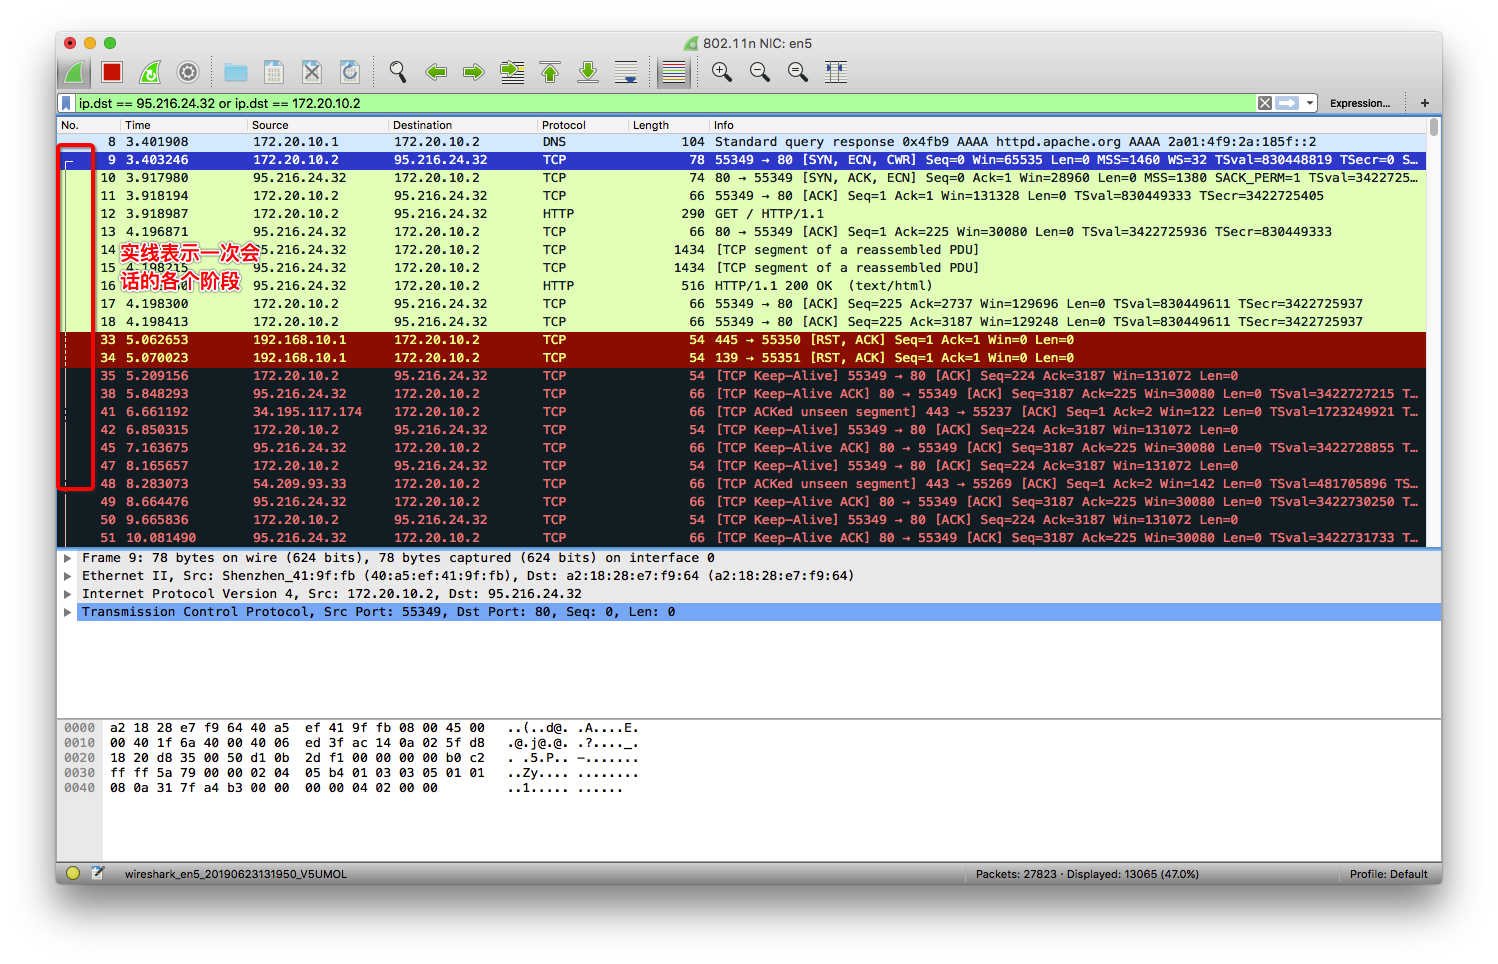 802.11n NIC: en5
ip.dst == 95.216.24.32 or ip.dst == 172.20.10.2
Expression...
+
No. Time Source Destination Protocol Length Info
8 3.401908 172.20.10.1 172.20.10.2 DNS 104 Standard query response 0x4fb9 AAAA httpd.apache.org AAAA 2a01:4f9:2a:185f::2
9 3.403246 172.20.10.2 95.216.24.32 TCP 78 55349 → 80 [SYN, ECN, CWR] Seq=0 Win=65535 Len=0 MSS=1460 WS=32 TSval=830448819 TSecr=0 S…
10 3.917980 95.216.24.32 172.20.10.2 TCP 74 80 → 55349 [SYN, ACK, ECN] Seq=0 Ack=1 Win=28960 Len=0 MSS=1380 SACK_PERM=1 TSval=3422725…
11 3.918194 172.20.10.2 95.216.24.32 TCP 66 55349 → 80 [ACK] Seq=1 Ack=1 Win=131328 Len=0 TSval=830449333 TSecr=3422725405
12 3.918987 172.20.10.2 95.216.24.32 HTTP 290 GET / HTTP/1.1
13 4.196871 95.216.24.32 172.20.10.2 TCP 66 80 → 55349 [ACK] Seq=1 Ack=225 Win=30080 Len=0 TSval=3422725936 TSecr=830449333
14 95.216.24.32 172.20.10.2 TCP 1434 [TCP segment of a reassembled PDU]
15 4.198215 95.216.24.32 172.20.10.2 TCP 1434 [TCP segment of a reassembled PDU]
16 95.216.24.32 172.20.10.2 HTTP 516 HTTP/1.1 200 OK (text/html)
实线表示一次会
话的各个阶段
17 4.198300 172.20.10.2 95.216.24.32 TCP 66 55349 → 80 [ACK] Seq=225 Ack=2737 Win=129696 Len=0 TSval=830449611 TSecr=3422725937
18 4.198413 172.20.10.2 95.216.24.32 TCP 66 55349 → 80 [ACK] Seq=225 Ack=3187 Win=129248 Len=0 TSval=830449611 TSecr=3422725937
33 5.062653 192.168.10.1 172.20.10.2 TCP 54 445 → 55350 [RST, ACK] Seq=1 Ack=1 Win=0 Len=0
34 5.070023 192.168.10.1 172.20.10.2 TCP 54 139 → 55351 [RST, ACK] Seq=1 Ack=1 Win=0 Len=0
35 5.209156 172.20.10.2 95.216.24.32 TCP 54 [TCP Keep-Alive] 55349 → 80 [ACK] Seq=224 Ack=3187 Win=131072 Len=0
38 5.848293 95.216.24.32 172.20.10.2 TCP 66 [TCP Keep-Alive ACK] 80 → 55349 [ACK] Seq=3187 Ack=225 Win=30080 Len=0 TSval=3422727215 T…
41 6.661192 34.195.117.174 172.20.10.2 TCP 66 [TCP ACKed unseen segment] 443 → 55237 [ACK] Seq=1 Ack=2 Win=122 Len=0 TSval=1723249921 T…
42 6.850315 172.20.10.2 95.216.24.32 TCP 54 [TCP Keep-Alive] 55349 → 80 [ACK] Seq=224 Ack=3187 Win=131072 Len=0
45 7.163675 95.216.24.32 172.20.10.2 TCP 66 [TCP Keep-Alive ACK] 80 → 55349 [ACK] Seq=3187 Ack=225 Win=30080 Len=0 TSval=3422728855 T…
47 8.165657 172.20.10.2 95.216.24.32 TCP 54 [TCP Keep-Alive] 55349 → 80 [ACK] Seq=224 Ack=3187 Win=131072 Len=0
48 8.283073 54.209.93.33 172.20.10.2 TCP 66 [TCP ACKed unseen segment] 443 → 55269 [ACK] Seq=1 Ack=2 Win=142 Len=0 TSval=481705896 TS…
49 8.664476 95.216.24.32 172.20.10.2 TCP 66 [TCP Keep-Alive ACK] 80 → 55349 [ACK] Seq=3187 Ack=225 Win=30080 Len=0 TSval=3422730250 T…
50 9.665836 172.20.10.2 95.216.24.32 TCP 54 [TCP Keep-Alive] 55349 → 80 [ACK] Seq=224 Ack=3187 Win=131072 Len=0
51 10.081490 95.216.24.32 172.20.10.2 TCP 66 [TCP Keep-Alive ACK] 80 → 55349 [ACK] Seq=3187 Ack=225 Win=30080 Len=0 TSval=3422731733 T…
Frame 9: 78 bytes on wire (624 bits), 78 bytes captured (624 bits) on interface 0
Ethernet II, Src: Shenzhen_41:9f:fb (40:a5:ef:41:9f:fb), Dst: a2:18:28:e7:f9:64 (a2:18:28:e7:f9:64)
Internet Protocol Version 4, Src: 172.20.10.2, Dst: 95.216.24.32
Transmission Control Protocol, Src Port: 55349, Dst Port: 80, Seq: 0, Len: 0
0000 a2 18 28 e7 f9 64 40 a5 ef 41 9f fb 08 00 45 00 ..(..d@. .A....E.
0010 00 40 1f 6a 40 00 40 06 ed 3f ac 14 0a 02 5f d8 .@.j@.@. .?...._.
0020 18 20 d8 35 00 50 d1 0b 2d f1 00 00 00 00 b0 c2 . .5.P.. -.......
0030 ff ff 5a 79 00 00 02 04 05 b4 01 03 03 05 01 01 ..Zy.... ........
0040 08 0a 31 7f a4 b3 00 00 00 00 04 02 00 00 ..1..... ......
wireshark_en5_20190623131950_V5UMOL
Packets: 27823 · Displayed: 13065 (47.0%)
Profile: Default